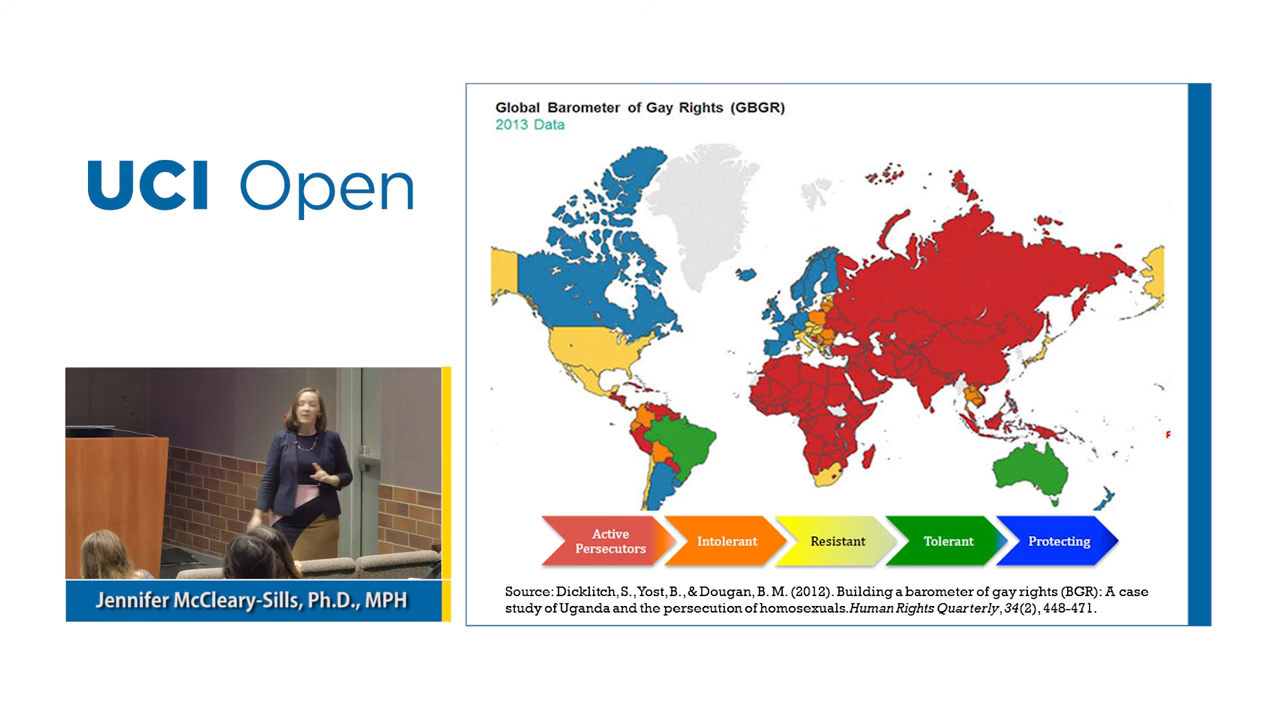 UCI Open
Jennifer McCleary-Sills, Ph.D., MPH
Global Barometer of Gay Rights (GBGR)
2013 Data
F
Active
Persecutors
Intolerant
Resistant
Tolerant
Protecting
Source: Dicklitch, S., Yost, B., & Dougan, B. M. (2012). Building a barometer of gay rights (BGR): A case
study of Uganda and the persecution of homosexuals. Human Rights Quarterly, 34(2), 448-471.